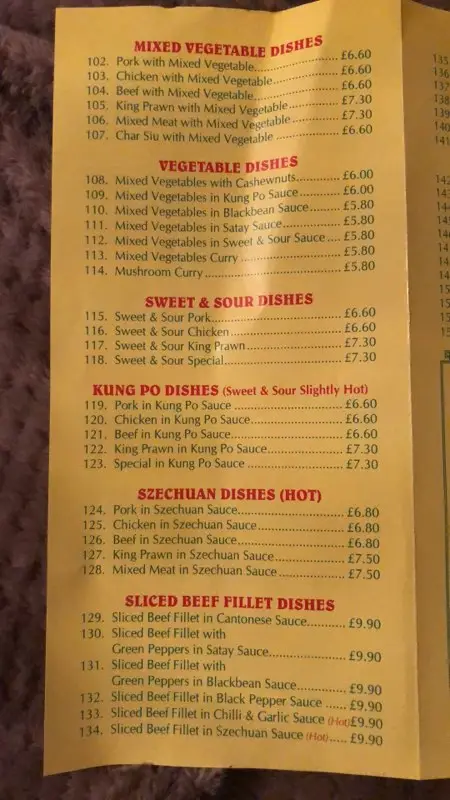 MIXED VEGETABLE DISHES
102. Pork with Mixed Vegetable..................... £6.60
103. Chicken with Mixed Vegetable................. £6.60
104. Beef with Mixed Vegetable..................... £6.60
105. King Prawn with Mixed Vegetable ............. £7.30
106. Mixed Meat with Mixed Vegetable ............ £7.30
107. Char Siu with Mixed Vegetable ................ £6.60
VEGETABLE DISHES
108. Mixed Vegetables with Cashewnuts........... £6.00
109. Mixed Vegetables in Kung Po Sauce .......... £6.00
110. Mixed Vegetables in Blackbean Sauce......... £5.80
111. Mixed Vegetables in Satay Sauce............... £5.80
112. Mixed Vegetables in Sweet & Sour Sauce .... £5.80
113. Mixed Vegetables Curry ......................... £5.80
114. Mushroom Curry.................................. £5.80
SWEET & SOUR DISHES
115. Sweet & Sour Pork................................ £6.60
116. Sweet & Sour Chicken............................ £6.60
117. Sweet & Sour King Prawn........................ £7.30
118. Sweet & Sour Special............................. £7.30
KUNG PO DISHES (Sweet & Sour Slightly Hot)
119. Pork in Kung Po Sauce .......................... £6.60
120. Chicken in Kung Po Sauce....................... £6.60
121. Beef in Kung Po Sauce........................... £6.60
122. King Prawn in Kung Po Sauce................... £7.30
123. Special in Kung Po Sauce ....................... £7.30
SZECHUAN DISHES (HOT)
124. Pork in Szechuan Sauce.......................... £6.80
125. Chicken in Szechuan Sauce...................... £6.80
126. Beef in Szechuan Sauce.......................... £6.80
127. King Prawn in Szechuan Sauce.................. £7.50
128. Mixed Meat in Szechuan Sauce ................. £7.50
SLICED BEEF FILLET DISHES
129. Sliced Beef Fillet in Cantonese Sauce.......... £9.90
130. Sliced Beef Fillet with
Green Peppers in Satay Sauce................... £9.90
131. Sliced Beef Fillet with
Green Peppers in Blackbean Sauce............. £9.90
132. Sliced Beef Fillet in Black Pepper Sauce ...... £9.90
133. Sliced Beef Fillet in Chilli & Garlic Sauce (Hot) £9.90
134. Sliced Beef Fillet in Szechuan Sauce (Hot)..... £9.90